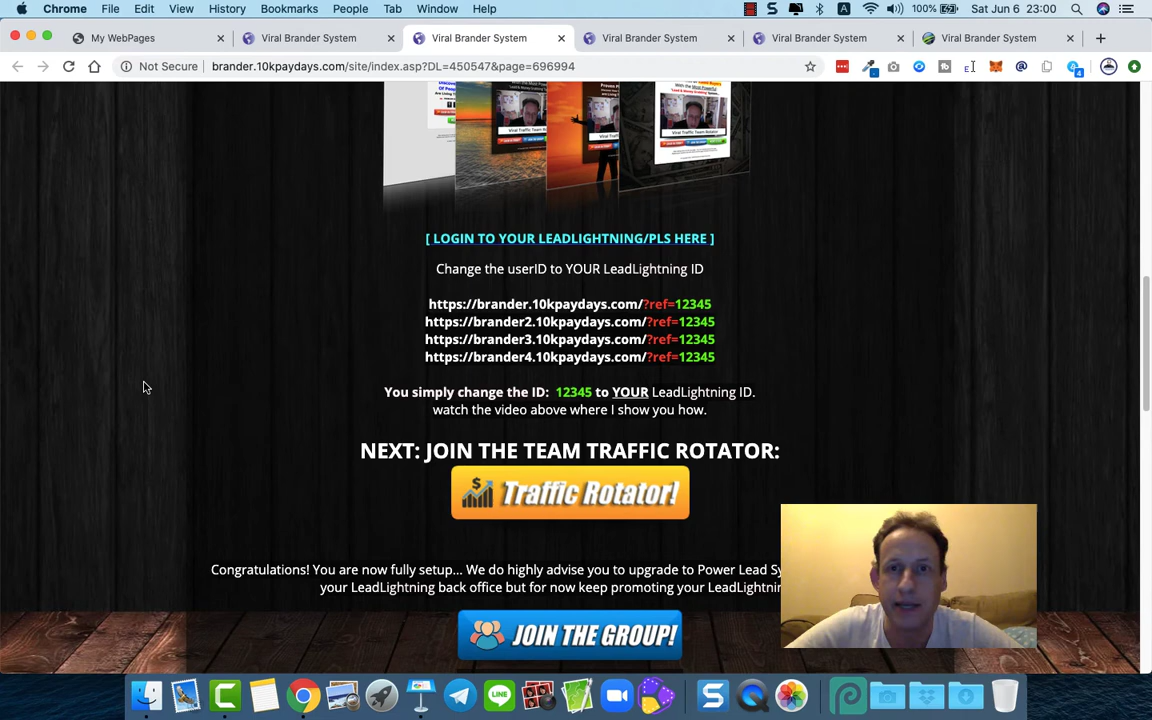 Chrome File Edit View History Bookmarks People Tab Window Help 100% Sat Jun 6 23:00
My WebPages Viral Brander System Viral Brander System Viral Brander System Viral Brander System Viral Brander System
Not Secure brander.10kpaydays.com/site/index.asp?DL=450547&page=696994
Viral Traffic Team Rotator
[ LOGIN TO YOUR LEADLIGHTNING/PLS HERE ]
Change the userID to YOUR LeadLightning ID
https://brander.10kpaydays.com/?ref=12345
https://brander2.10kpaydays.com/?ref=12345
https://brander3.10kpaydays.com/?ref=12345
https://brander4.10kpaydays.com/?ref=12345
You simply change the ID: 12345 to YOUR LeadLightning ID.
watch the video above where I show you how.
NEXT: JOIN THE TEAM TRAFFIC ROTATOR:
Traffic Rotator!
Congratulations! You are now fully setup... We do highly advise you to upgrade to Power Lead Sy
your LeadLightning back office but for now keep promoting your LeadLightnin
JOIN THE GROUP!
LINE